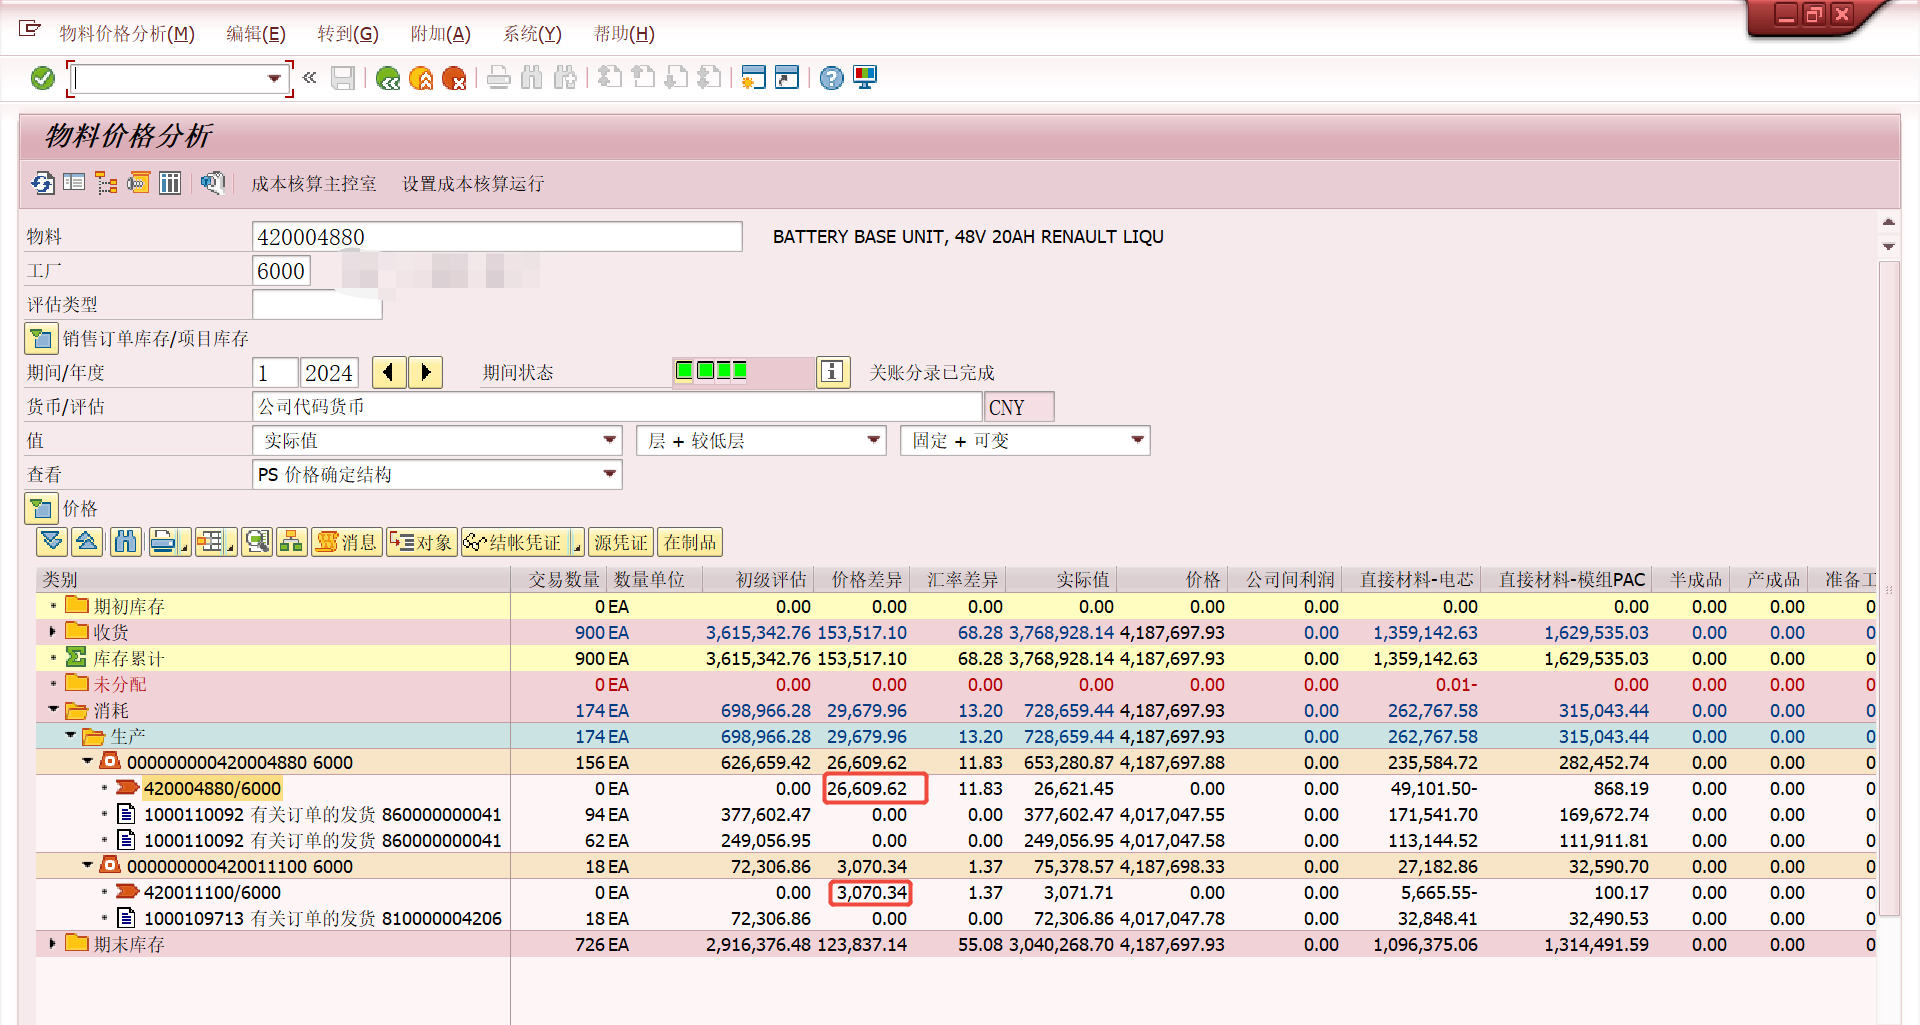 物料价格分析(M) 编辑(E) 转到(G) 附加(A) 系统(Y) 帮助(H)
物料价格分析
成本核算主控室 设置成本核算运行
物料 420004880 BATTERY BASE UNIT, 48V 20AH RENAULT LIQU
工厂 6000
评估类型
销售订单库存/项目库存
期间/年度 1 2024 期间状态 关账分录已完成
货币/评估 公司代码货币 CNY
值 实际值 层 + 较低层 固定 + 可变
查看 PS 价格确定结构
价格
消息 对象 结帐凭证 源凭证 在制品
类别 交易数量 数量单位 初级评估 价格差异 汇率差异 实际值 价格 公司间利润 直接材料-电芯 直接材料-模组PAC 半成品 产成品 准备工
期初库存 0 EA 0.00 0.00 0.00 0.00 0.00 0.00 0.00 0.00 0.00 0.00 0
收货 900 EA 3,615,342.76 153,517.10 68.28 3,768,928.14 4,187,697.93 0.00 1,359,142.63 1,629,535.03 0.00 0.00 0
库存累计 900 EA 3,615,342.76 153,517.10 68.28 3,768,928.14 4,187,697.93 0.00 1,359,142.63 1,629,535.03 0.00 0.00 0
未分配 0 EA 0.00 0.00 0.00 0.00 0.00 0.00 0.01- 0.00 0.00 0.00 0
消耗 174 EA 698,966.28 29,679.96 13.20 728,659.44 4,187,697.93 0.00 262,767.58 315,043.44 0.00 0.00 0
生产 174 EA 698,966.28 29,679.96 13.20 728,659.44 4,187,697.93 0.00 262,767.58 315,043.44 0.00 0.00 0
000000000420004880 6000 156 EA 626,659.42 26,609.62 11.83 653,280.87 4,187,697.88 0.00 235,584.72 282,452.74 0.00 0.00 0
420004880/6000 0 EA 0.00 26,609.62 11.83 26,621.45 0.00 0.00 49,101.50- 868.19 0.00 0.00 0
1000110092 有关订单的发货 860000000041 94 EA 377,602.47 0.00 0.00 377,602.47 4,017,047.55 0.00 171,541.70 169,672.74 0.00 0.00 0
1000110092 有关订单的发货 860000000041 62 EA 249,056.95 0.00 0.00 249,056.95 4,017,047.58 0.00 113,144.52 111,911.81 0.00 0.00 0
000000000420011100 6000 18 EA 72,306.86 3,070.34 1.37 75,378.57 4,187,698.33 0.00 27,182.86 32,590.70 0.00 0.00 0
420011100/6000 0 EA 0.00 3,070.34 1.37 3,071.71 0.00 0.00 5,665.55- 100.17 0.00 0.00 0
1000109713 有关订单的发货 810000004206 18 EA 72,306.86 0.00 0.00 72,306.86 4,017,047.78 0.00 32,848.41 32,490.53 0.00 0.00 0
期末库存 726 EA 2,916,376.48 123,837.14 55.08 3,040,268.70 4,187,697.93 0.00 1,096,375.06 1,314,491.59 0.00 0.00 0